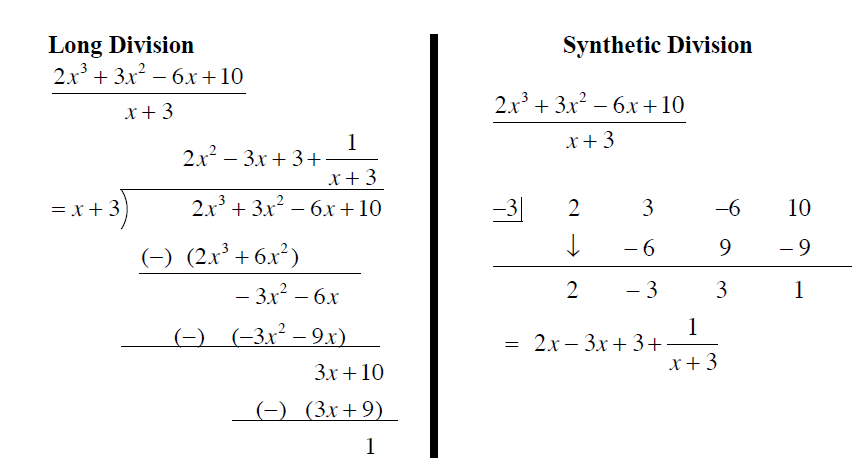 Long Division
2x³ + 3x² – 6x + 10
x + 3
2x² – 3x + 3 + 1
x + 3
= x + 3) 2x³ + 3x² – 6x + 10
(–) (2x³ + 6x²)
– 3x² – 6x
(–) (–3x² – 9x)
3x + 10
(–) (3x + 9)
1
Synthetic Division
2x³ + 3x² – 6x + 10
x + 3
–3| 2 3 –6 10
↓ – 6 9 – 9
2 – 3 3 1
= 2x – 3x + 3 + 1
x + 3